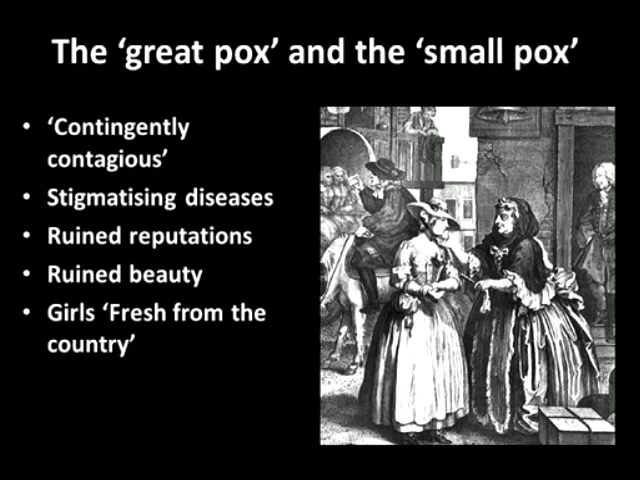 The ‘great pox’ and the ‘small pox’
• ‘Contingently
contagious’
• Stigmatising diseases
• Ruined reputations
• Ruined beauty
• Girls ‘Fresh from the
country’